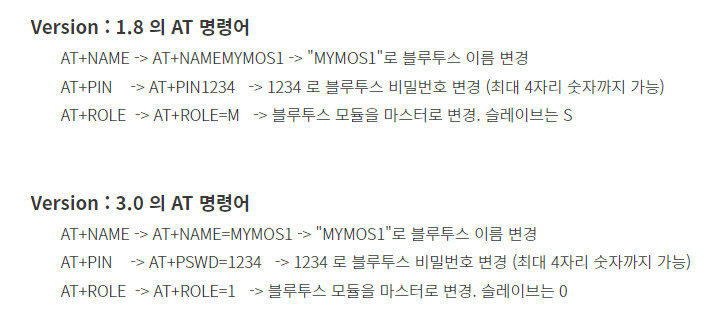 Version : 1.8 의 AT 명령어
AT+NAME -> AT+NAMEMYMOS1 -> "MYMOS1"로 블루투스 이름 변경
AT+PIN -> AT+PIN1234 -> 1234 로 블루투스 비밀번호 변경 (최대 4자리 숫자까지 가능)
AT+ROLE -> AT+ROLE=M -> 블루투스 모듈을 마스터로 변경. 슬레이브는 S
Version : 3.0 의 AT 명령어
AT+NAME -> AT+NAME=MYMOS1 -> "MYMOS1"로 블루투스 이름 변경
AT+PIN -> AT+PSWD=1234 -> 1234 로 블루투스 비밀번호 변경 (최대 4자리 숫자까지 가능)
AT+ROLE -> AT+ROLE=1 -> 블루투스 모듈을 마스터로 변경. 슬레이브는 0